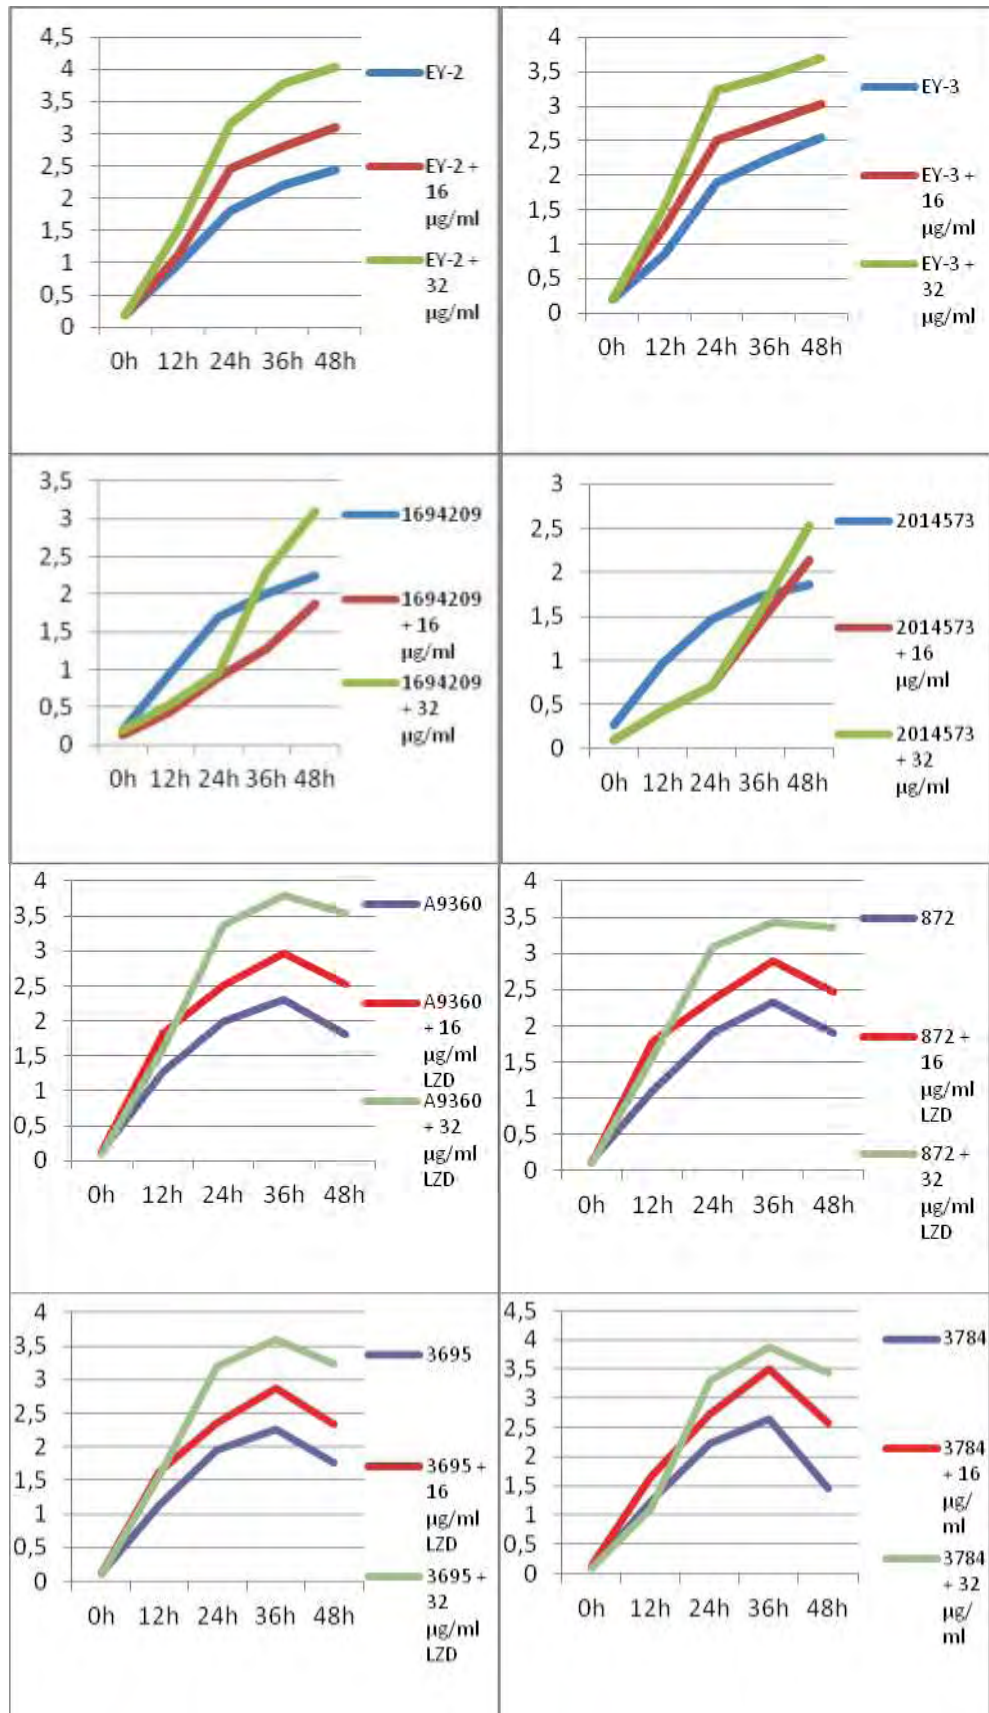 4,5
4
3,5
3
2,5
2
1,5
1
0,5
0
0h 12h 24h 36h 48h
EY-2
EY-2 +
16
µg/ml
EY-2 +
32
µg/ml
4
3,5
3
2,5
2
1,5
1
0,5
0
0h 12h 24h 36h 48h
EY-3
EY-3 +
16
µg/ml
EY-3 +
32
µg/ml
3,5
3
2,5
2
1,5
1
0,5
0
0h 12h 24h 36h 48h
1694209
1694209
+ 16
µg/ml
1694209
+ 32
µg/ml
3
2,5
2
1,5
1
0,5
0
0h 12h 24h 36h 48h
2014573
2014573
+ 16
µg/ml
2014573
+ 32
µg/ml
4
3,5
3
2,5
2
1,5
1
0,5
0
0h 12h 24h 36h 48h
A9360
A9360
+ 16
µg/ml
LZD
A9360
+ 32
µg/ml
LZD
4
3,5
3
2,5
2
1,5
1
0,5
0
0h 12h 24h 36h 48h
872
872 +
16
µg/ml
LZD
872 +
32
µg/ml
LZD
4
3,5
3
2,5
2
1,5
1
0,5
0
0h 12h 24h 36h 48h
3695
3695 +
16
µg/ml
LZD
3695 +
32
µg/ml
LZD
4,5
4
3,5
3
2,5
2
1,5
1
0,5
0
0h 12h 24h 36h 48h
3784
3784
+ 16
µg/
ml
3784
+ 32
µg/
ml